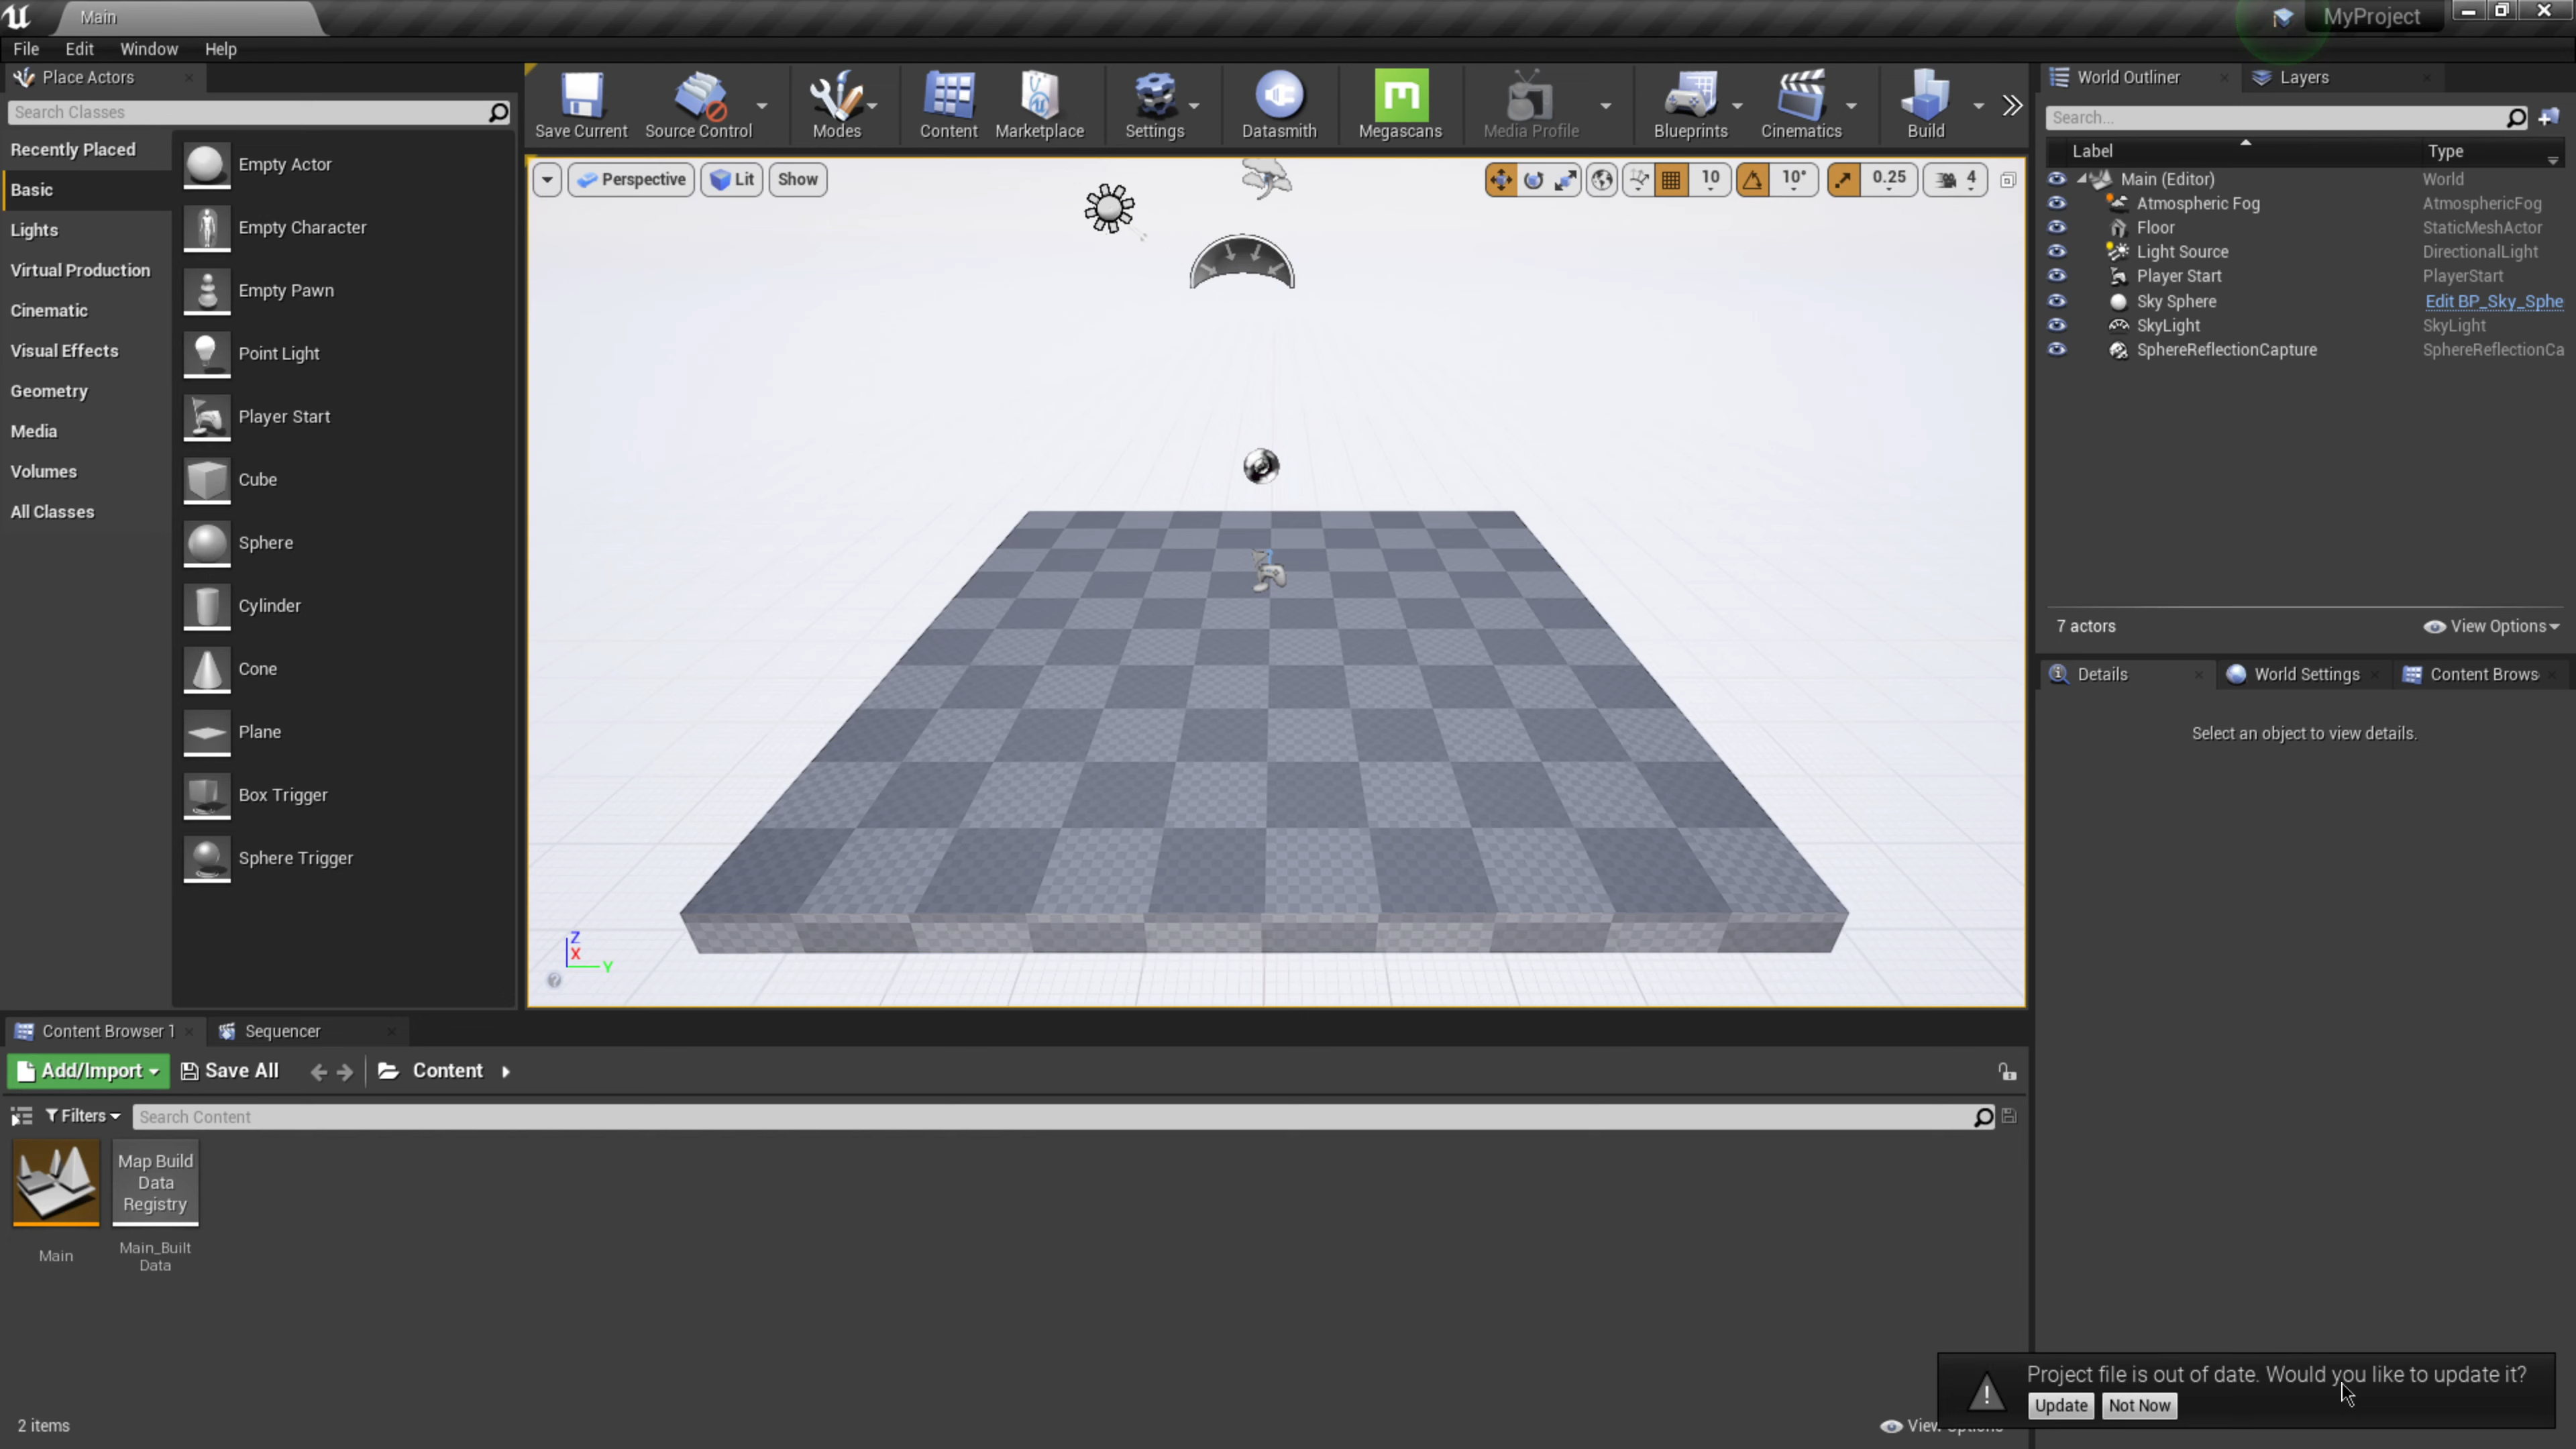 Main
MyProject
File Edit Window Help
Place Actors
Search Classes
Recently Placed
Basic
Lights
Virtual Production
Cinematic
Visual Effects
Geometry
Media
Volumes
All Classes
Empty Actor
Empty Character
Empty Pawn
Point Light
Player Start
Cube
Sphere
Cylinder
Cone
Plane
Box Trigger
Sphere Trigger
Save Current Source Control Modes Content Marketplace Settings Datasmith Megascans Media Profile Blueprints Cinematics Build
Perspective Lit Show
10 10° 0.25 4
Z
X
Y
World Outliner Layers
Search...
Label Type
Main (Editor) World
Atmospheric Fog AtmosphericFog
Floor StaticMeshActor
Light Source DirectionalLight
Player Start PlayerStart
Sky Sphere Edit BP_Sky_Sphe
SkyLight SkyLight
SphereReflectionCapture SphereReflectionCa
7 actors View Options
Details World Settings Content Brows
Select an object to view details.
Content Browser 1 Sequencer
Add/Import Save All Content
Filters Search Content
Map Build
Data
Registry
Main
Main_Built
Data
2 items
Project file is out of date. Would you like to update it?
Update Not Now